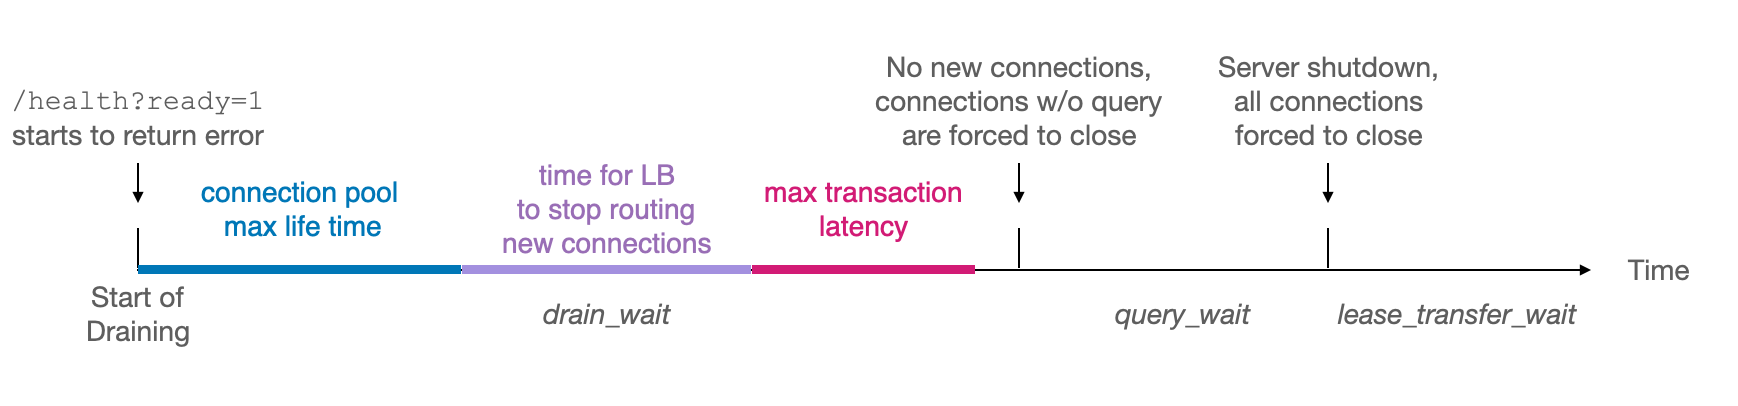 /health?ready=1
starts to return error
connection pool
max life time
time for LB
to stop routing
new connections
max transaction
latency
No new connections,
connections w/o query
are forced to close
Server shutdown,
all connections
forced to close
Time
Start of
Draining
drain_wait
query_wait
lease_transfer_wait